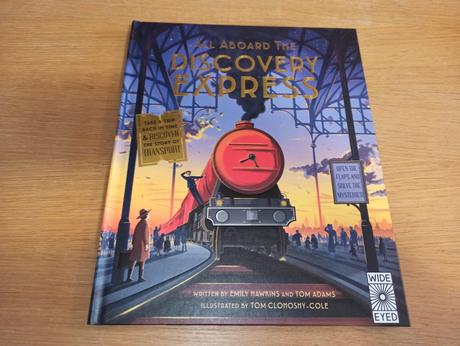 ALL ABOARD THE
DISCOVERY
EXPRESS
TAKE A TRIP
BACK IN TIME
& DISCOVER
THE STORY OF
TRANSPORT
OPEN THE
FLAPS AND
SOLVE THE
MYSTERIES!
WRITTEN BY EMILY HAWKINS AND TOM ADAMS
ILLUSTRATED BY TOM CLOHOSHY-COLE
WIDE
EYED